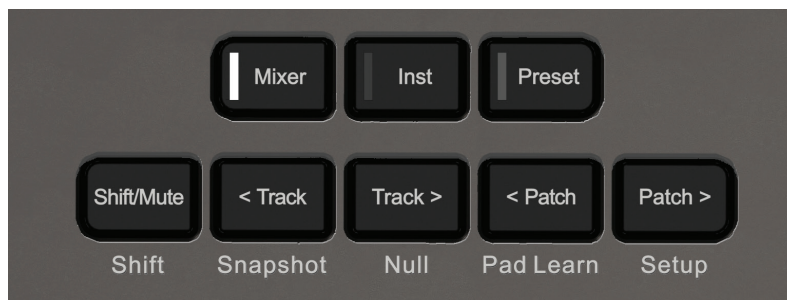 Mixer Inst Preset
Shift/Mute < Track Track > < Patch Patch >
Shift Snapshot Null Pad Learn Setup